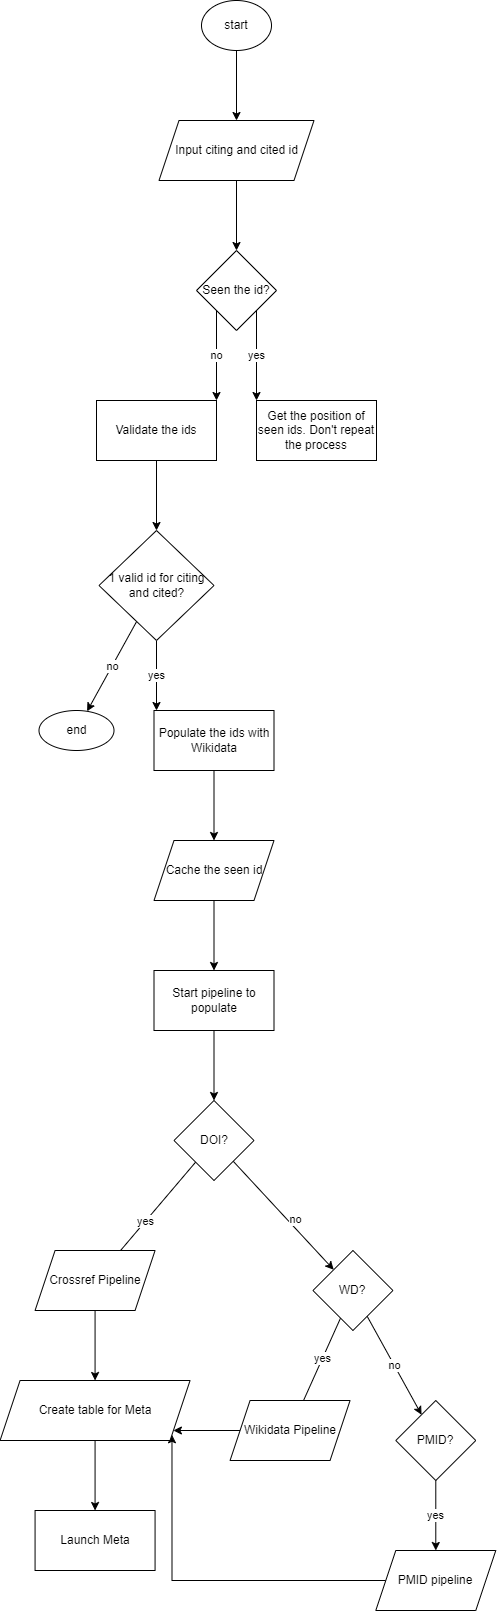 start
Input citing and cited id
Seen the id?
no
yes
Validate the ids
Get the position of
seen ids. Don't repeat
the process
1 valid id for citing
and cited?
no
yes
end
Populate the ids with
Wikidata
Cache the seen id
Start pipeline to
populate
DOI?
yes
no
Crossref Pipeline
WD?
yes
no
Create table for Meta
Wikidata Pipeline
PMID?
yes
Launch Meta
PMID pipeline